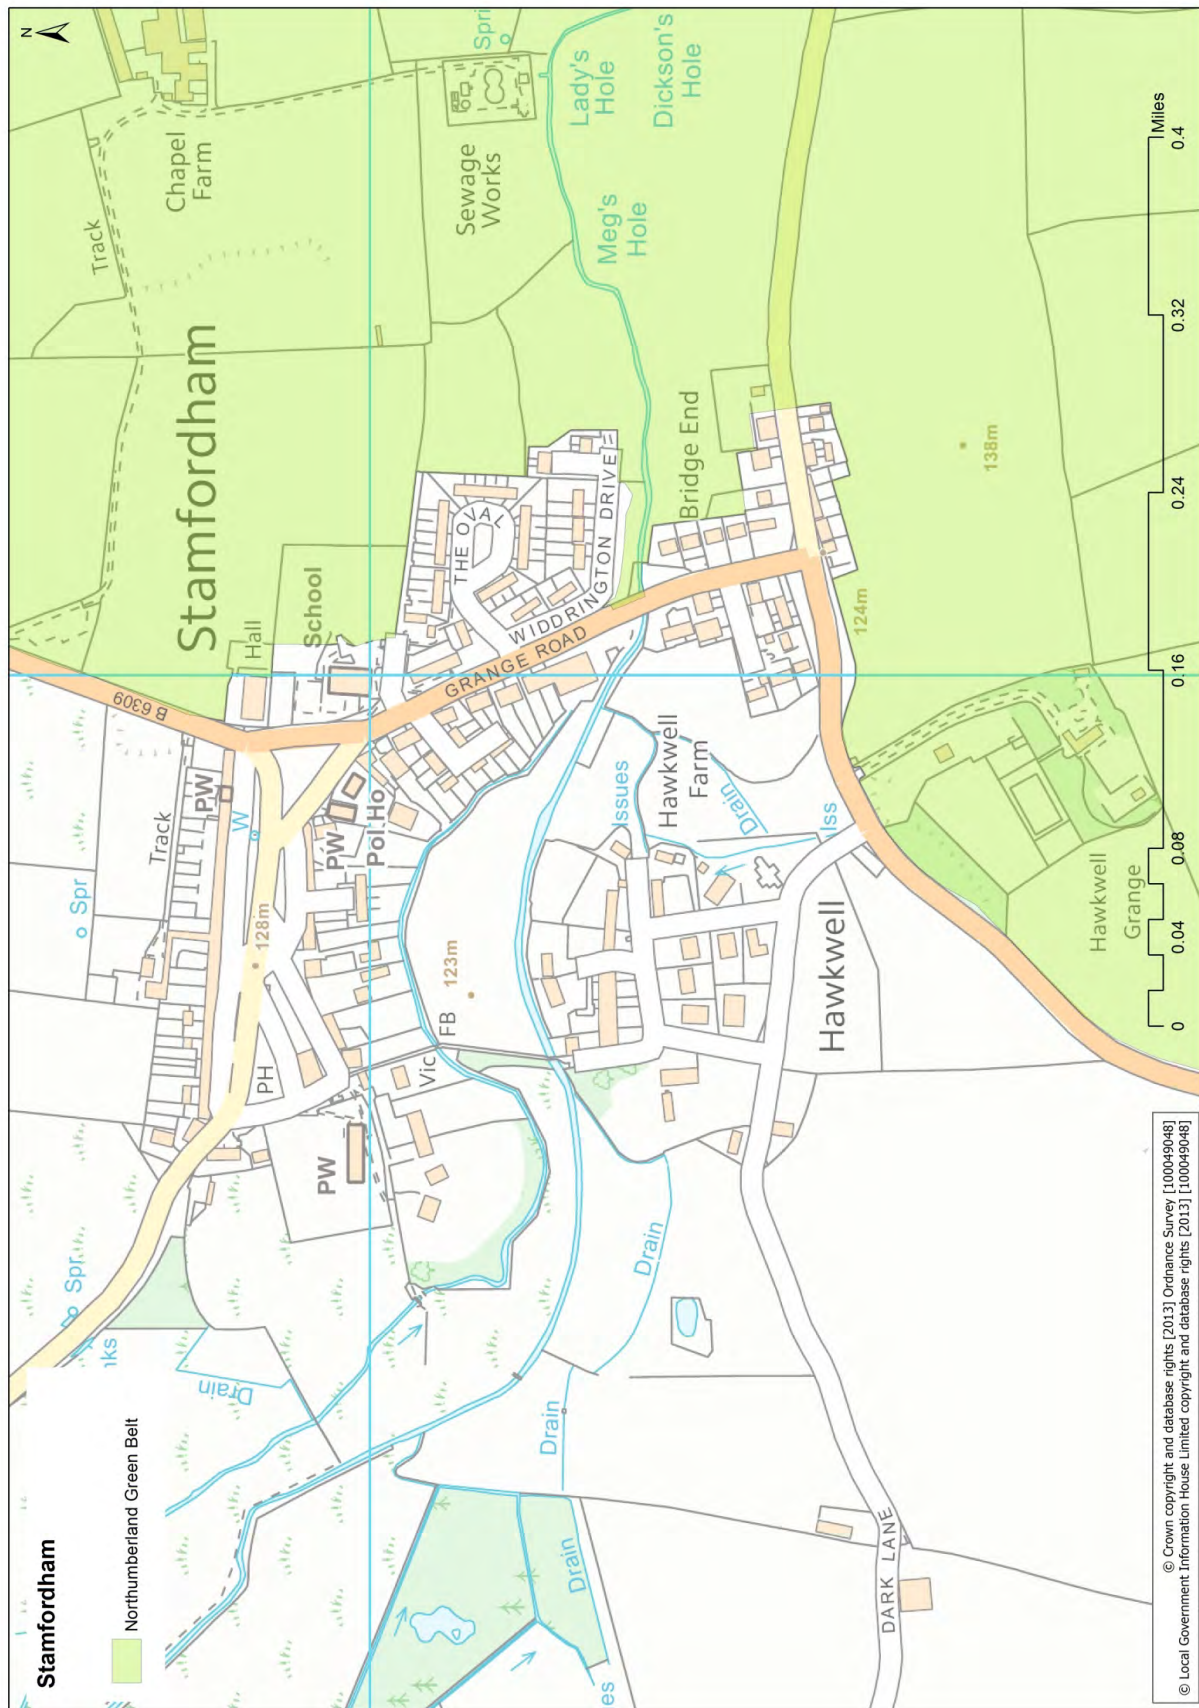 Stamfordham
Northumberland Green Belt
N
Spr
nks
Drain
Spr
Track
PW
W
B 6309
Hall
School
Stamfordham
Track
Chapel
Farm
128m
PH
PW
PW
Pol Ho
Vic
FB
123m
GRANGE ROAD
THE OVAL
WIDDRINGTON DRIVE
Sewage
Works
Spri
Lady's
Hole
Dickson's
Hole
Meg's
Hole
Bridge End
Issues
Hawkwell
Farm
Drain
Iss
Drain
Drain
Drain
es
Hawkwell
124m
138m
Hawkwell
Grange
DARK LANE
0
0.04
0.08
0.16
0.24
0.32
0.4
Miles
© Crown copyright and database rights [2013] Ordnance Survey [100049048]
© Local Government Information House Limited copyright and database rights [2013] [100049048]